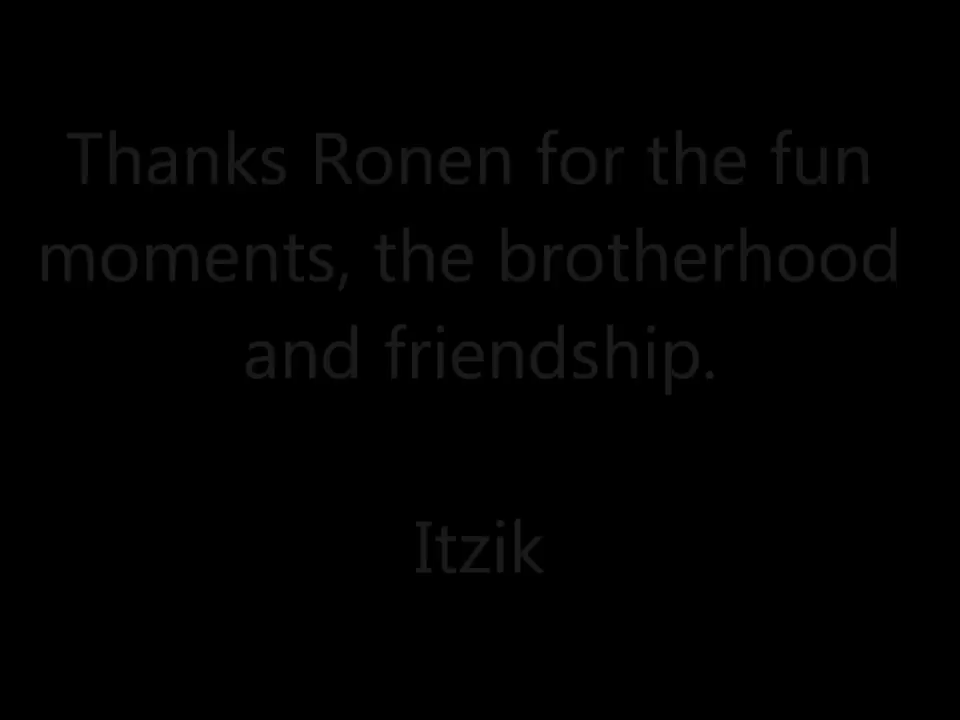 Thanks Ronen for the fun
moments, the brotherhood
and friendship.
Itzik